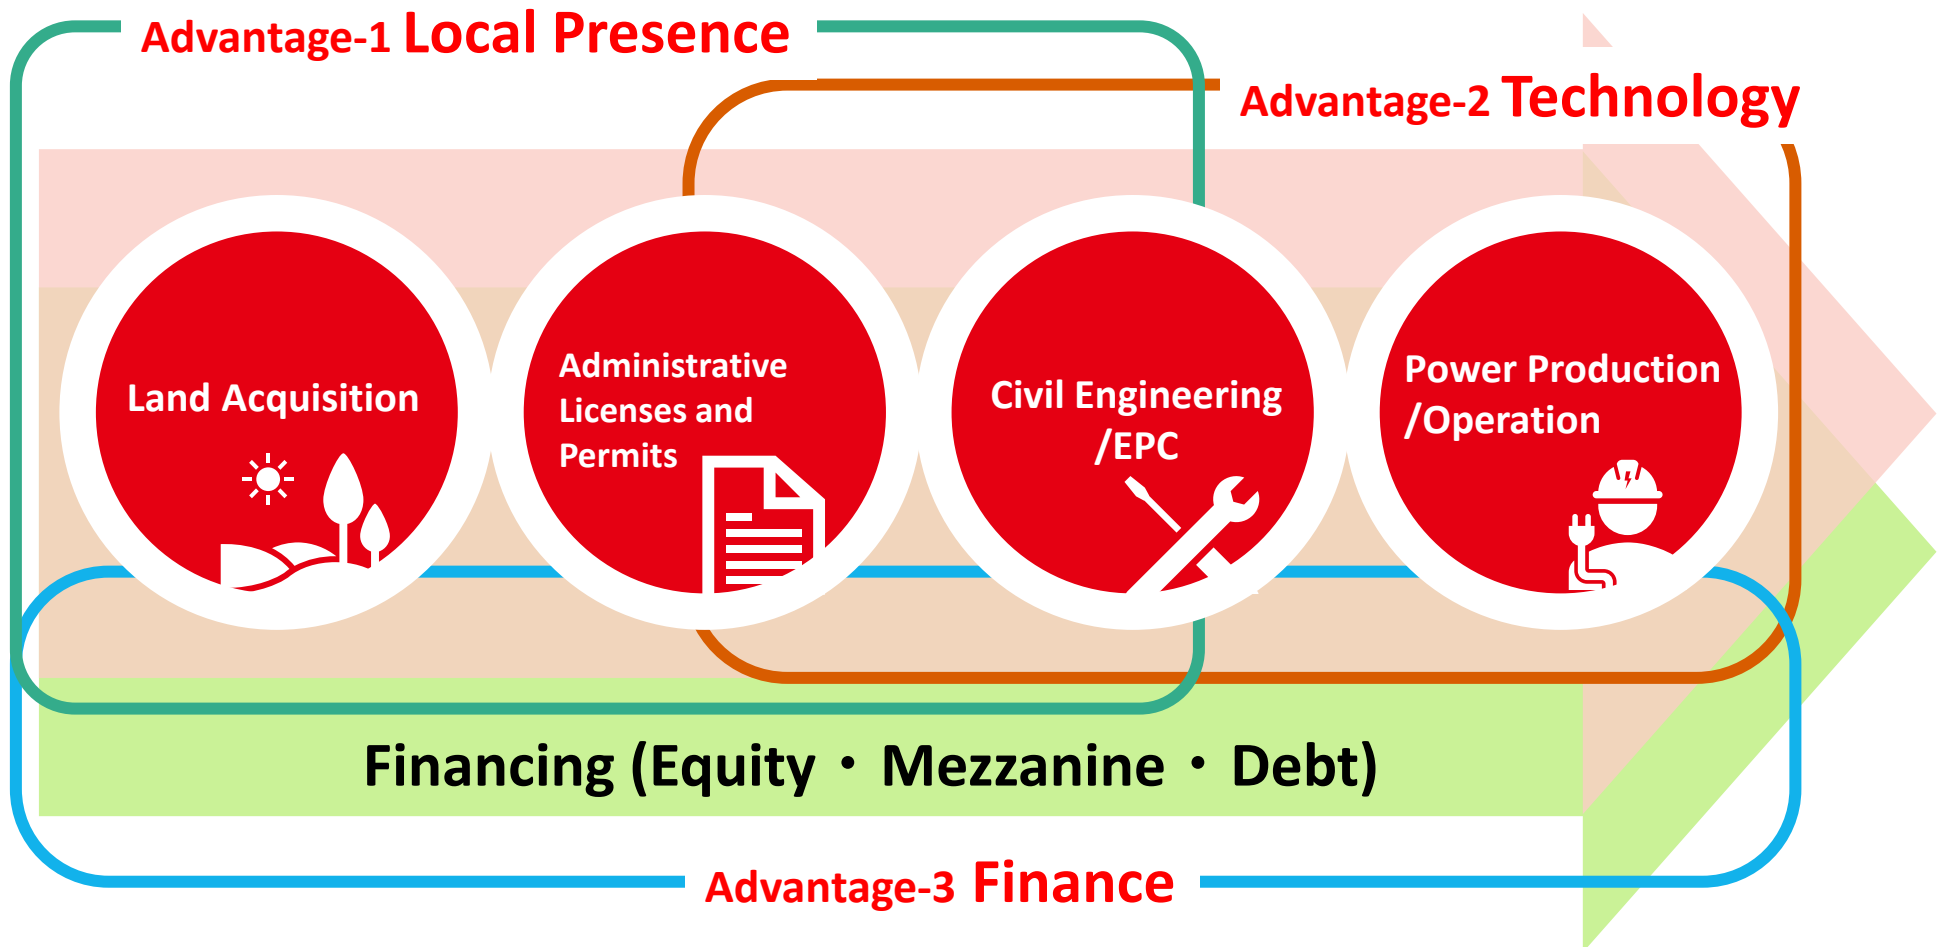 Advantage-1 Local Presence
Advantage-2 Technology
Land Acquisition
Administrative
Licenses and
Permits
Civil Engineering
/EPC
Power Production
/Operation
Financing (Equity・Mezzanine・Debt)
Advantage-3 Finance